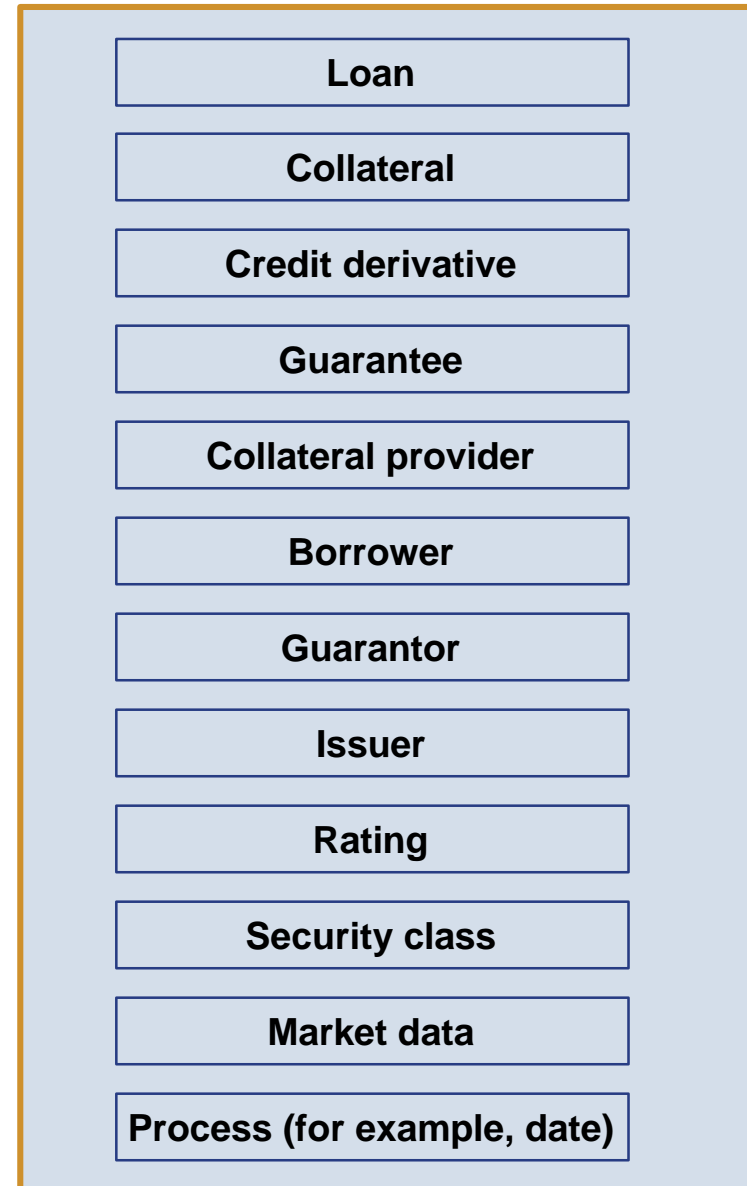 Loan
Collateral
Credit derivative
Guarantee
Collateral provider
Borrower
Guarantor
Issuer
Rating
Security class
Market data
Process (for example, date)